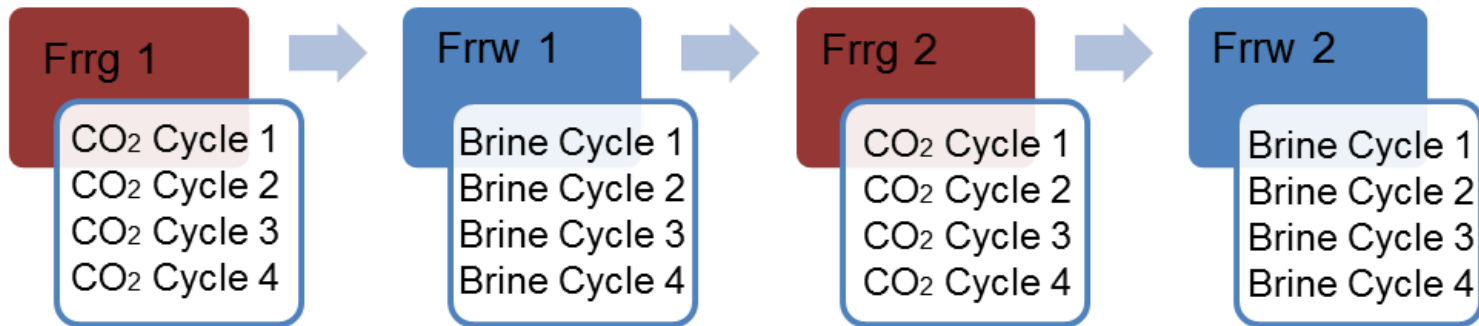 Frrg 1
CO₂ Cycle 1
CO₂ Cycle 2
CO₂ Cycle 3
CO₂ Cycle 4
Frrw 1
Brine Cycle 1
Brine Cycle 2
Brine Cycle 3
Brine Cycle 4
Frrg 2
CO₂ Cycle 1
CO₂ Cycle 2
CO₂ Cycle 3
CO₂ Cycle 4
Frrw 2
Brine Cycle 1
Brine Cycle 2
Brine Cycle 3
Brine Cycle 4